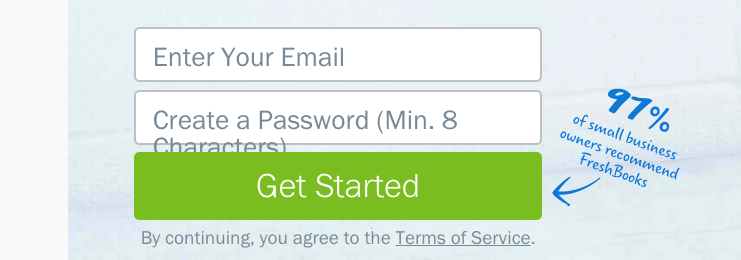 Enter Your Email
Create a Password (Min. 8
Characters)
Get Started
By continuing, you agree to the Terms of Service.
97%
of small business
owners recommend
FreshBooks